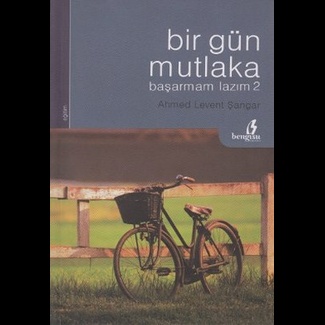 bir gün
mutlaka
başarmam lazım 2
Ahmed Levent Şangar
bengisu